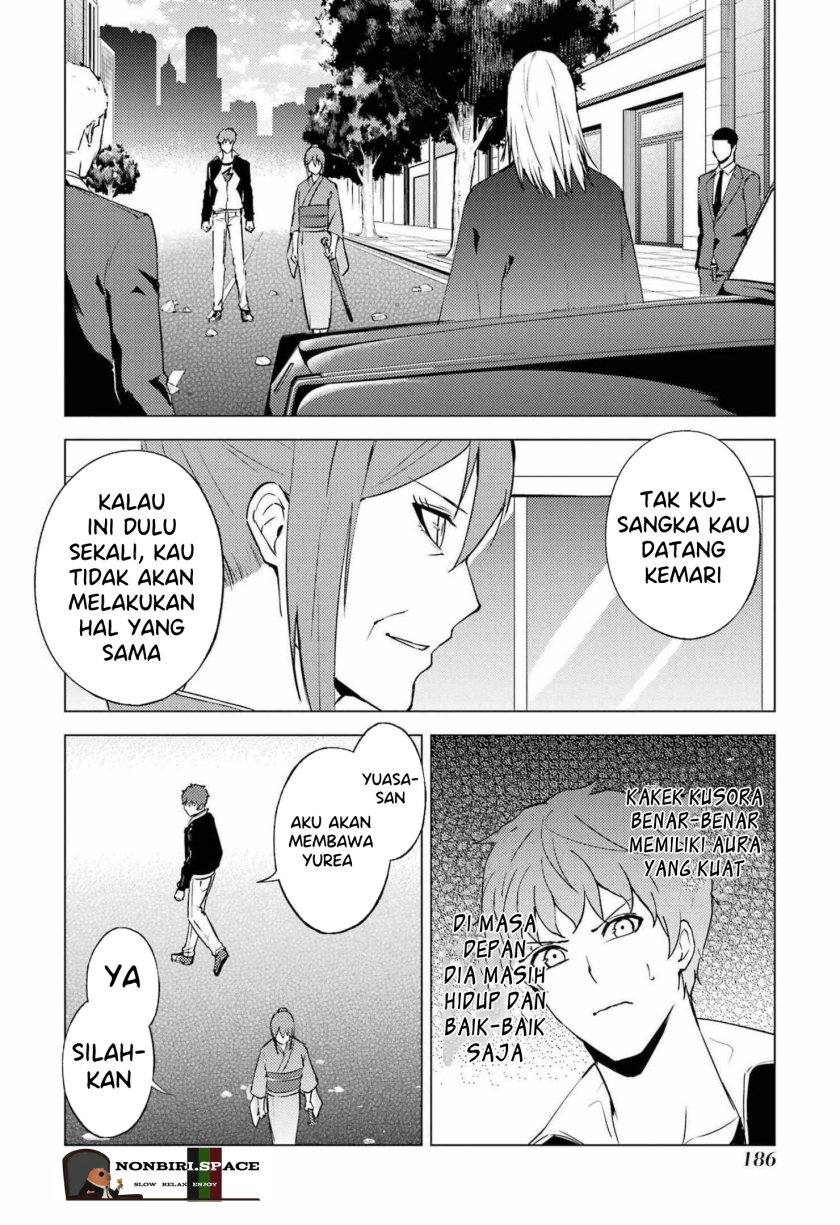 TAK KU-
SANGKA KAU
DATANG
KEMARI
KALAU
INI DULU
SEKALI, KAU
TIDAK AKAN
MELAKUKAN
HAL YANG
SAMA
KAKEK KUSORA
BENAR-BENAR
MEMILIKI AURA
YANG KUAT
DI MASA
DEPAN
DIA MASIH
HIDUP DAN
BAIK-BAIK
SAJA
YUASA-
SAN
AKU AKAN
MEMBAWA
YUREA
YA
SILAH-
KAN
186
NONBIRI.SPACE
SLOW RELAX ENJOY